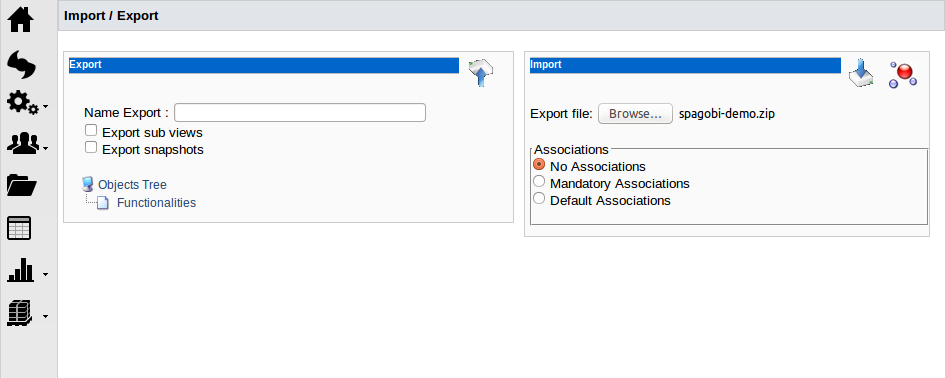 Import / Export
Export
Name Export :
Export sub views
Export snapshots
Objects Tree
Functionalities
Import
Export file: Browse... spagobi-demo.zip
Associations
No Associations
Mandatory Associations
Default Associations